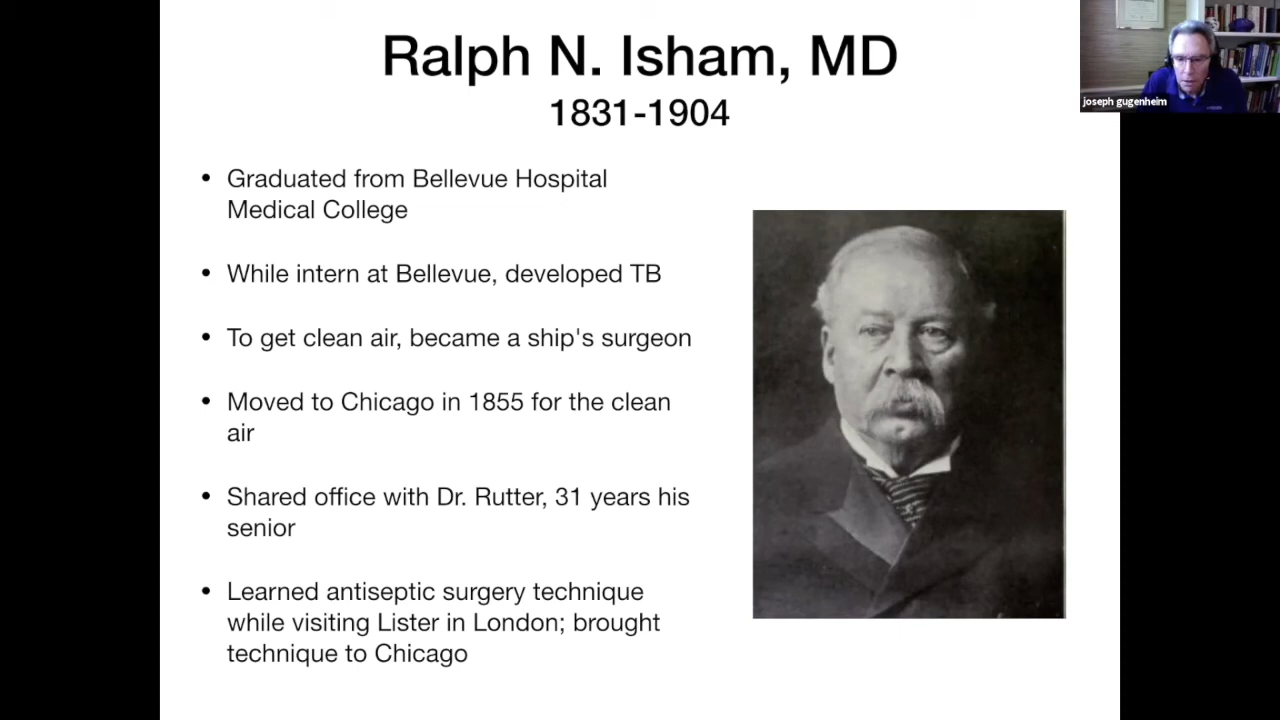 Ralph N. Isham, MD
1831-1904
joseph gugenheim
• Graduated from Bellevue Hospital
Medical College
• While intern at Bellevue, developed TB
• To get clean air, became a ship's surgeon
• Moved to Chicago in 1855 for the clean
air
• Shared office with Dr. Rutter, 31 years his
senior
• Learned antiseptic surgery technique
while visiting Lister in London; brought
technique to Chicago